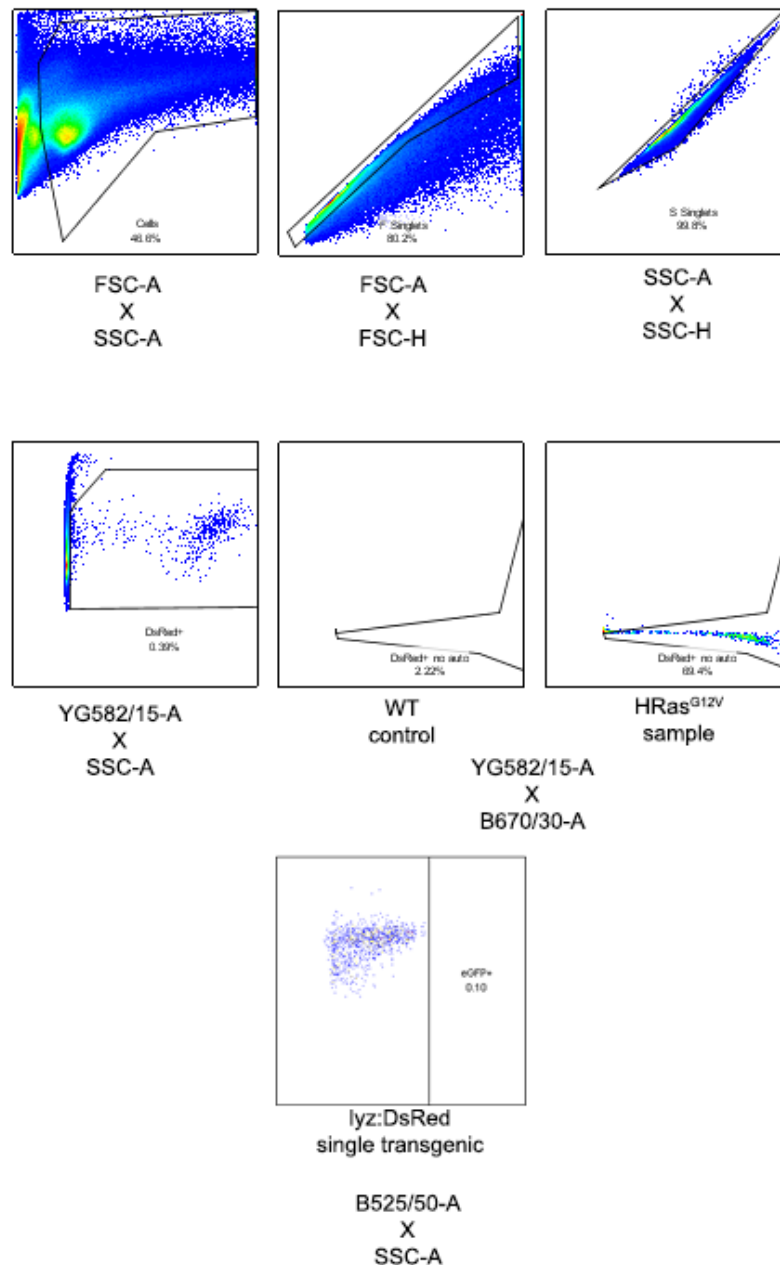 Cells
46.6%
F Singlets
80.2%
S Singlets
99.8%
FSC-A
X
SSC-A
FSC-A
X
FSC-H
SSC-A
X
SSC-H
DsRed+
0.39%
DsRed+ no auto
2.22%
DsRed+ no auto
69.4%
YG582/15-A
X
SSC-A
WT
control
HRasG12V
sample
YG582/15-A
X
B670/30-A
eGFP+
0.10
lyz:DsRed
single transgenic
B525/50-A
X
SSC-A